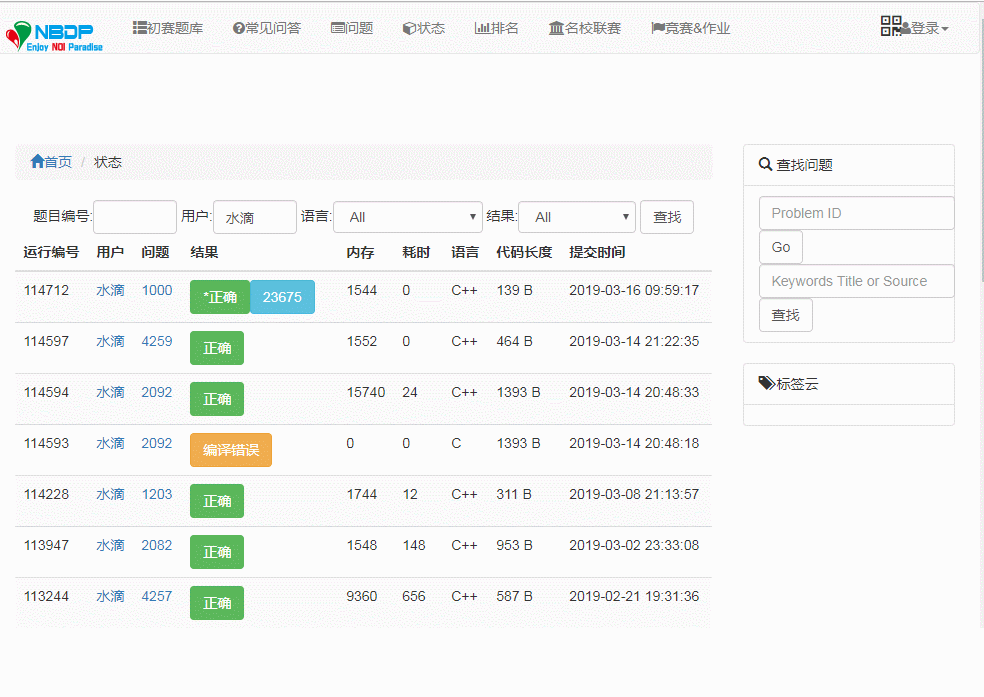 NBDP
Enjoy NOI Paradise
初赛题库 常见问答 问题 状态 排名 名校联赛 竞赛&作业 登录
首页 / 状态
题目编号: 用户: 水滴 语言: All 结果: All 查找
运行编号 用户 问题 结果 内存 耗时 语言 代码长度 提交时间
114712 水滴 1000 *正确 23675 1544 0 C++ 139 B 2019-03-16 09:59:17
114597 水滴 4259 正确 1552 0 C++ 464 B 2019-03-14 21:22:35
114594 水滴 2092 正确 15740 24 C++ 1393 B 2019-03-14 20:48:33
114593 水滴 2092 编译错误 0 0 C 1393 B 2019-03-14 20:48:18
114228 水滴 1203 正确 1744 12 C++ 311 B 2019-03-08 21:13:57
113947 水滴 2082 正确 1548 148 C++ 953 B 2019-03-02 23:33:08
113244 水滴 4257 正确 9360 656 C++ 587 B 2019-02-21 19:31:36
查找问题
Problem ID
Go
Keywords Title or Source
查找
标签云